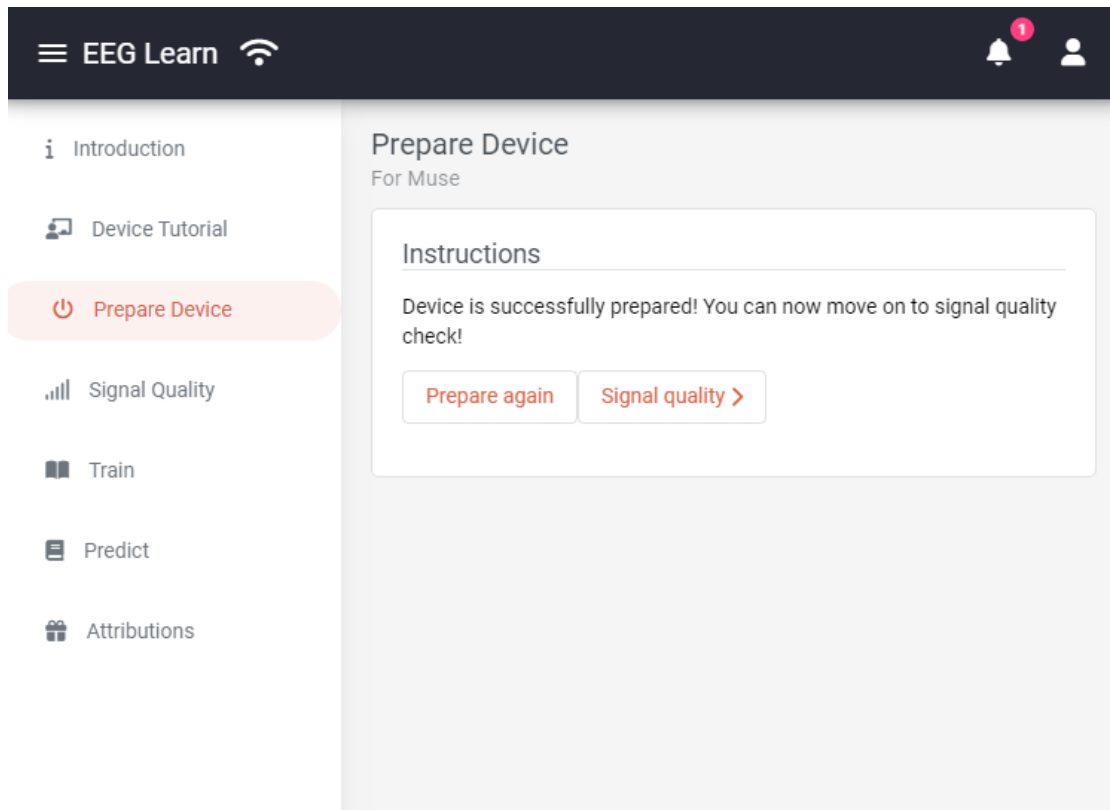 EEG Learn
1
Introduction
Device Tutorial
Prepare Device
Signal Quality
Train
Predict
Attributions
Prepare Device
For Muse
Instructions
Device is successfully prepared! You can now move on to signal quality
check!
Prepare again
Signal quality